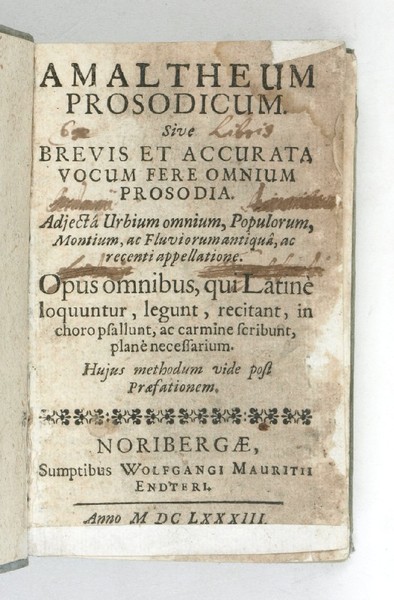 AMALTHEUM
PROSODICUM.
Sive
Ex Libris
BREVIS ET ACCURATA
VOCUM FERE OMNIUM
PROSODIA.
Adjectâ Urbium omnium, Populorum,
Montium, ac Fluviorum antiquâ, ac
recenti appellatione.
Opus omnibus, qui Latinè
loquuntur, legunt, recitant, in
choro pſallunt, ac carmine ſcribunt,
planè neceſſarium.
Hujus methodum vide poſt
Præfationem.
NORIBERGÆ,
Sumptibus WOLFGANGI MAURITII
ENDTERI.
Anno M DC LXXXIII.